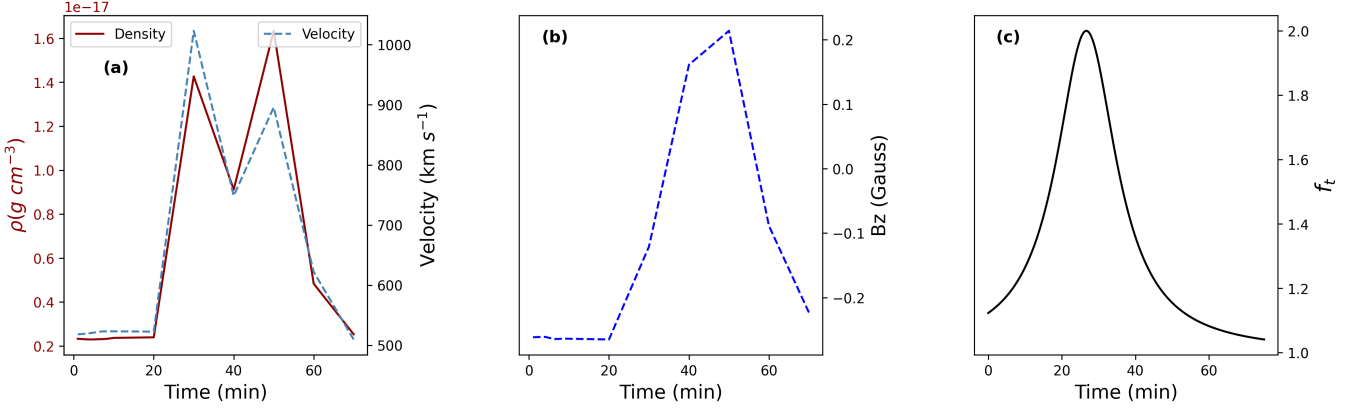 1e−17
Density
Velocity
(a)
1.6
1.4
1.2
1.0
0.8
0.6
0.4
0.2
ρ(g cm⁻³)
1000
900
800
700
600
500
Velocity (km s⁻¹)
0
20
40
60
Time (min)
(b)
0.2
0.1
0.0
−0.1
−0.2
Bz (Gauss)
0
20
40
60
Time (min)
(c)
2.0
1.8
1.6
1.4
1.2
1.0
fₜ
0
20
40
60
Time (min)